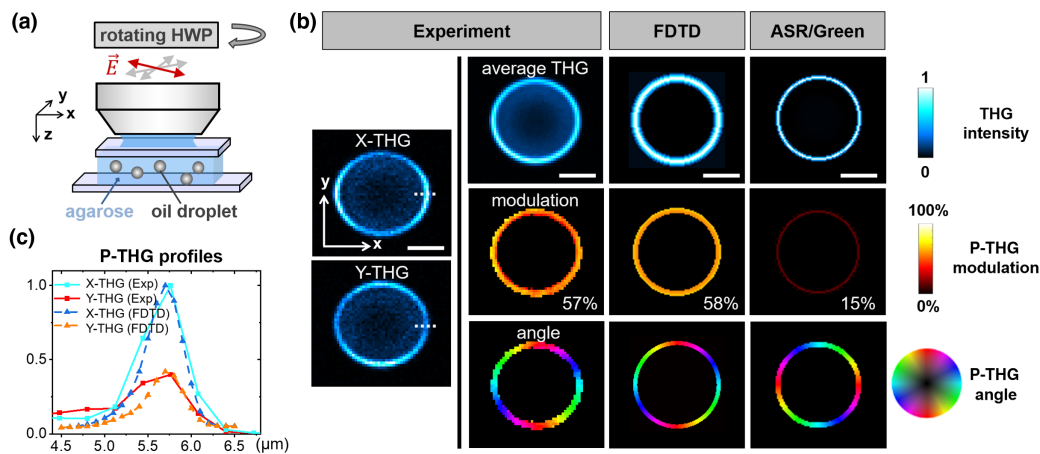 (a)
rotating HWP
E
y
x
z
agarose
oil droplet
(b)
Experiment
FDTD
ASR/Green
average THG
X-THG
y
x
Y-THG
modulation
57%
58%
15%
angle
1
0
THG
intensity
100%
0%
P-THG
modulation
P-THG
angle
(c)
P-THG profiles
X-THG (Exp)
Y-THG (Exp)
X-THG (FDTD)
Y-THG (FDTD)
1.0
0.5
0.0
4.5 5.0 5.5 6.0 6.5 (μm)